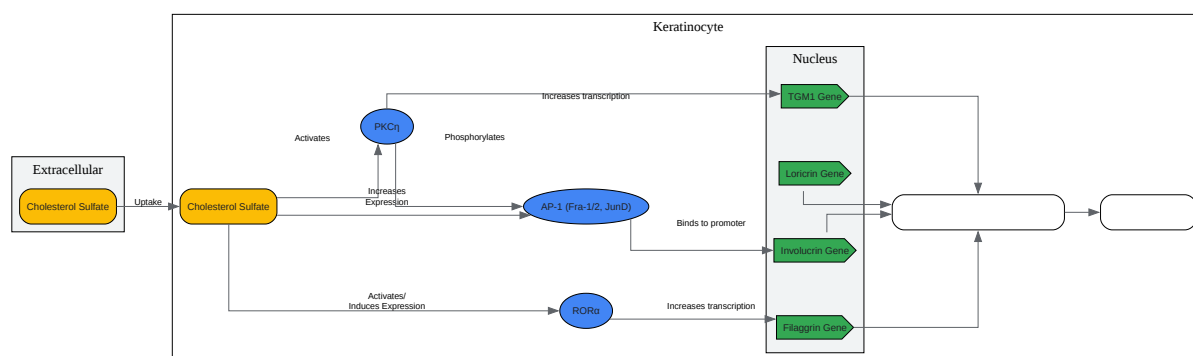 Keratinocyte
Nucleus
Increases transcription
TGM1 Gene
PKCη
Activates
Phosphorylates
Extracellular
Loricrin Gene
Cholesterol Sulfate
Uptake
Cholesterol Sulfate
Increases
Expression
AP-1 (Fra-1/2, JunD)
Binds to promoter
Involucrin Gene
Activates/
Induces Expression
RORα
Increases transcription
Filaggrin Gene